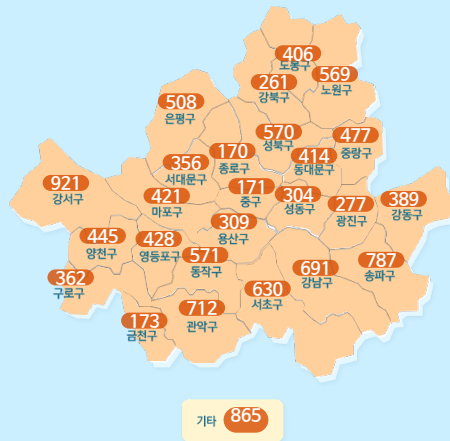 406
도봉구
569
노원구
261
강북구
508
은평구
570
성북구
477
중랑구
170
종로구
414
동대문구
356
서대문구
921
강서구
421
마포구
171
중구
304
성동구
277
광진구
389
강동구
309
용산구
445
양천구
428
영등포구
571
동작구
787
송파구
691
강남구
362
구로구
630
서초구
712
관악구
173
금천구
기타 865